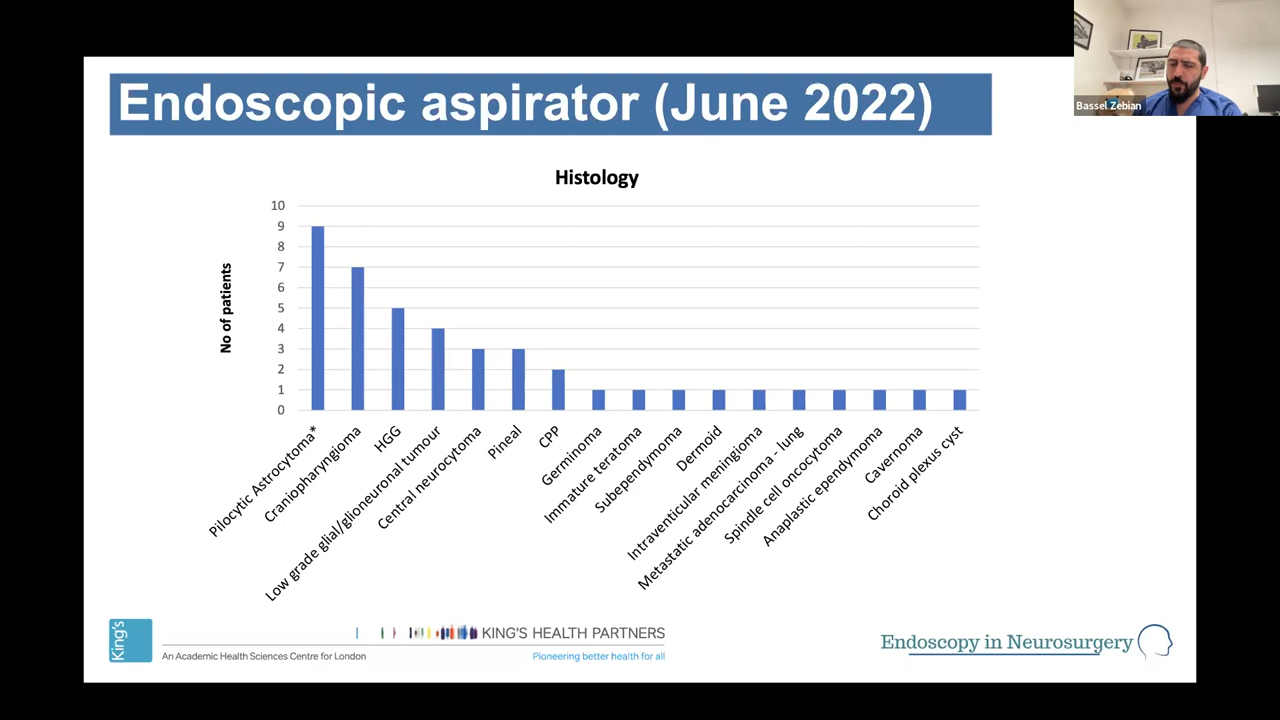 Endoscopic aspirator (June 2022)
Bassel Zebian
Histology
No of patients
10
9
8
7
6
5
4
3
2
1
0
Pilocytic Astrocytoma*
Craniopharyngioma
HGG
Low grade glial/glioneuronal tumour
Central neurocytoma
Pineal
CPP
Germinoma
Immature teratoma
Subependymoma
Dermoid
Intraventicular meningioma
Metastatic adenocarcinoma - lung
Spindle cell oncocytoma
Anaplastic ependymoma
Cavernoma
Choroid plexus cyst
King's
KING'S HEALTH PARTNERS
An Academic Health Sciences Centre for London
Pioneering better health for all
Endoscopy in Neurosurgery